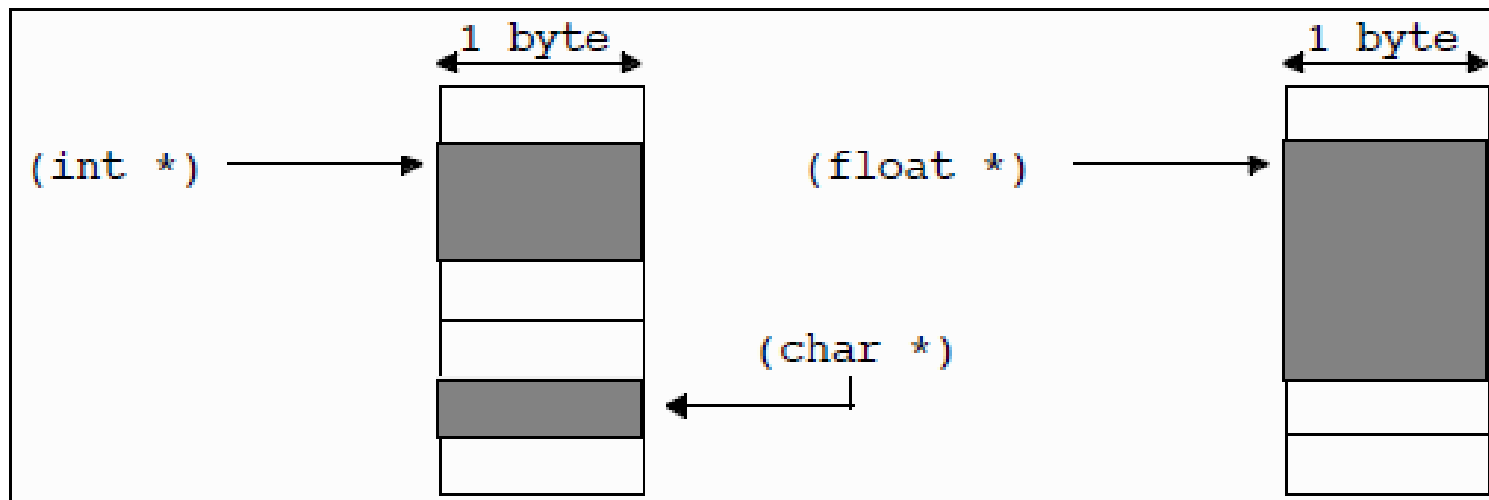 1 byte
1 byte
(int *)
(float *)
(char *)